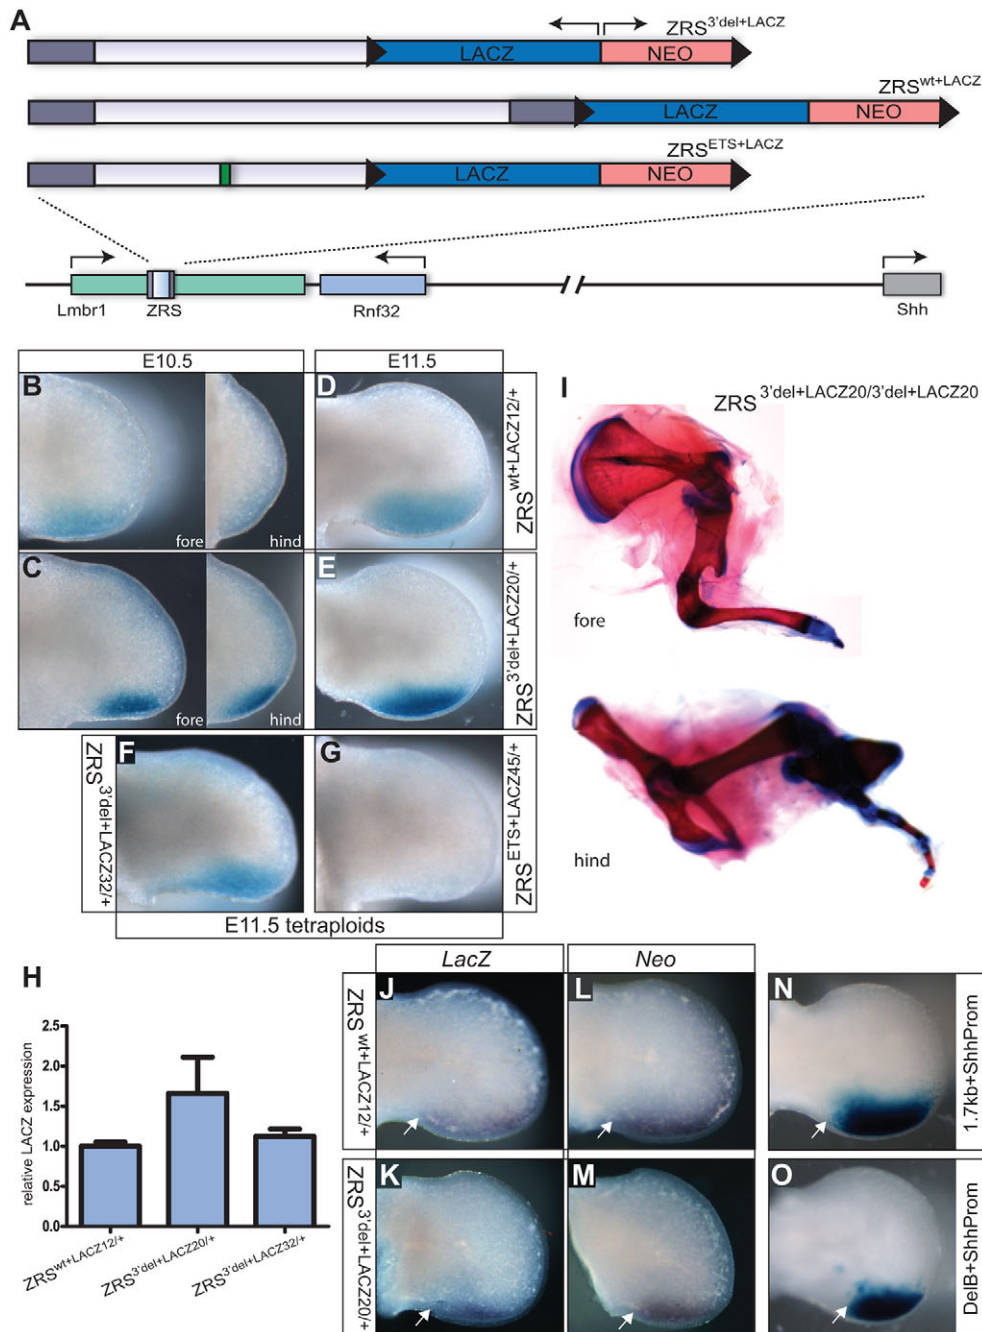 A
ZRS3'del+LACZ
LACZ
NEO
ZRSwt+LACZ
LACZ
NEO
ZRSETS+LACZ
LACZ
NEO
Lmbr1
ZRS
Rnf32
Shh
E10.5
E11.5
B
fore
hind
D
ZRSwt+LACZ12/+
C
fore
hind
E
ZRS3'del+LACZ20/+
ZRS3'del+LACZ32/+
F
G
ZRSETS+LACZ45/+
E11.5 tetraploids
I
ZRS3'del+LACZ20/3'del+LACZ20
fore
hind
H
relative LACZ expression
2.5
2.0
1.5
1.0
0.5
0.0
ZRSwt+LACZ12/+
ZRS3'del+LACZ20/+
ZRS3'del+LACZ32/+
LacZ
Neo
ZRSwt+LACZ12/+
J
L
N
1.7kb+ShhProm
ZRS3'del+LACZ20/+
K
M
O
DelB+ShhProm